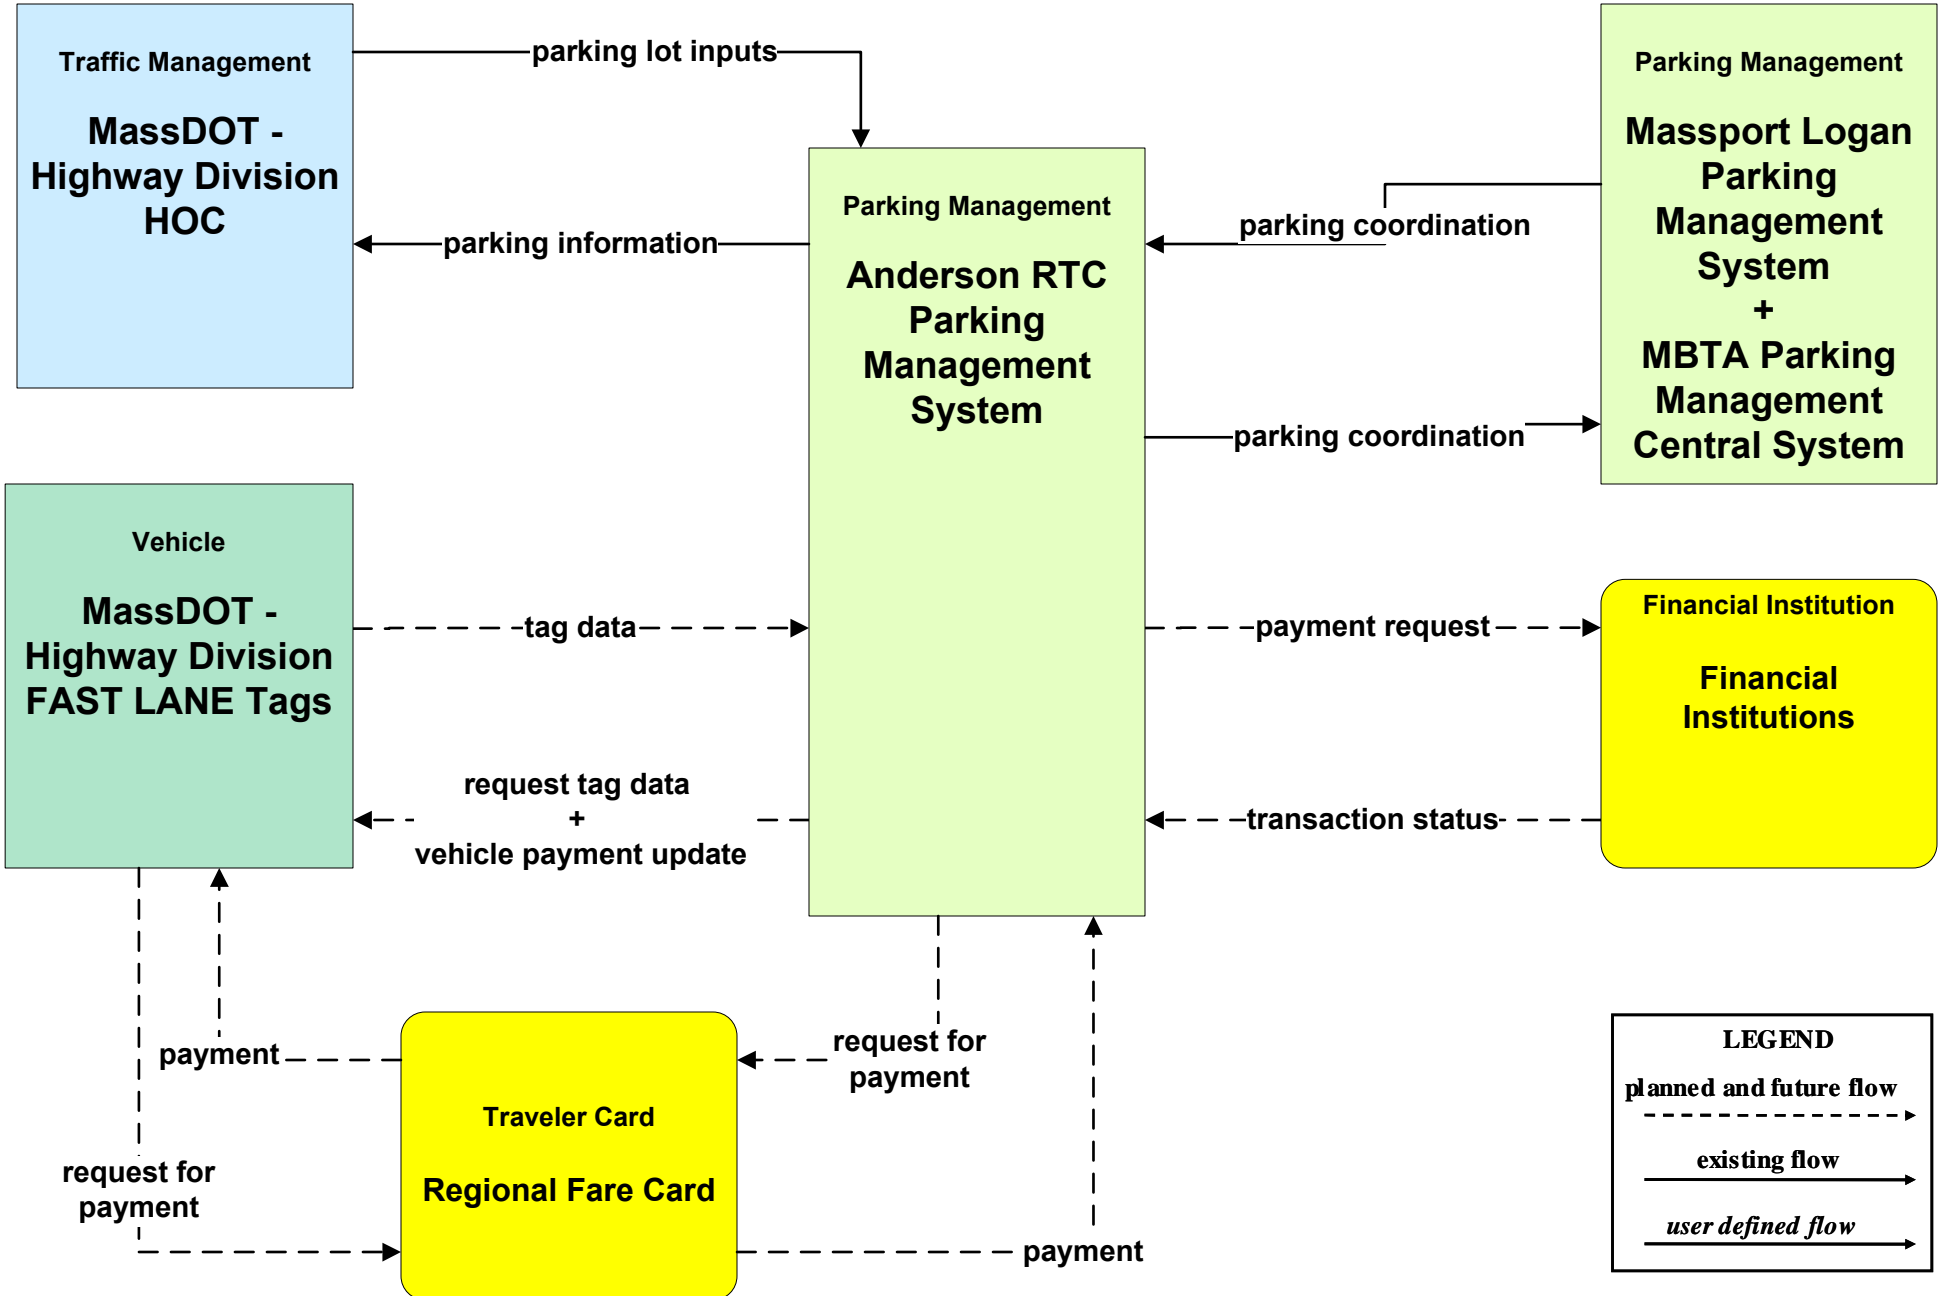 Traffic Management
MassDOT -
Highway Division
HOC
parking lot inputs
parking information
Parking Management
Anderson RTC
Parking
Management
System
Parking Management
Massport Logan
Parking
Management
System
+
MBTA Parking
Management
Central System
parking coordination
parking coordination
Vehicle
MassDOT -
Highway Division
FAST LANE Tags
tag data
request tag data
+
vehicle payment update
payment request
transaction status
Financial Institution
Financial
Institutions
payment
request for
payment
request for
payment
Traveler Card
Regional Fare Card
payment
LEGEND
planned and future flow
existing flow
user defined flow